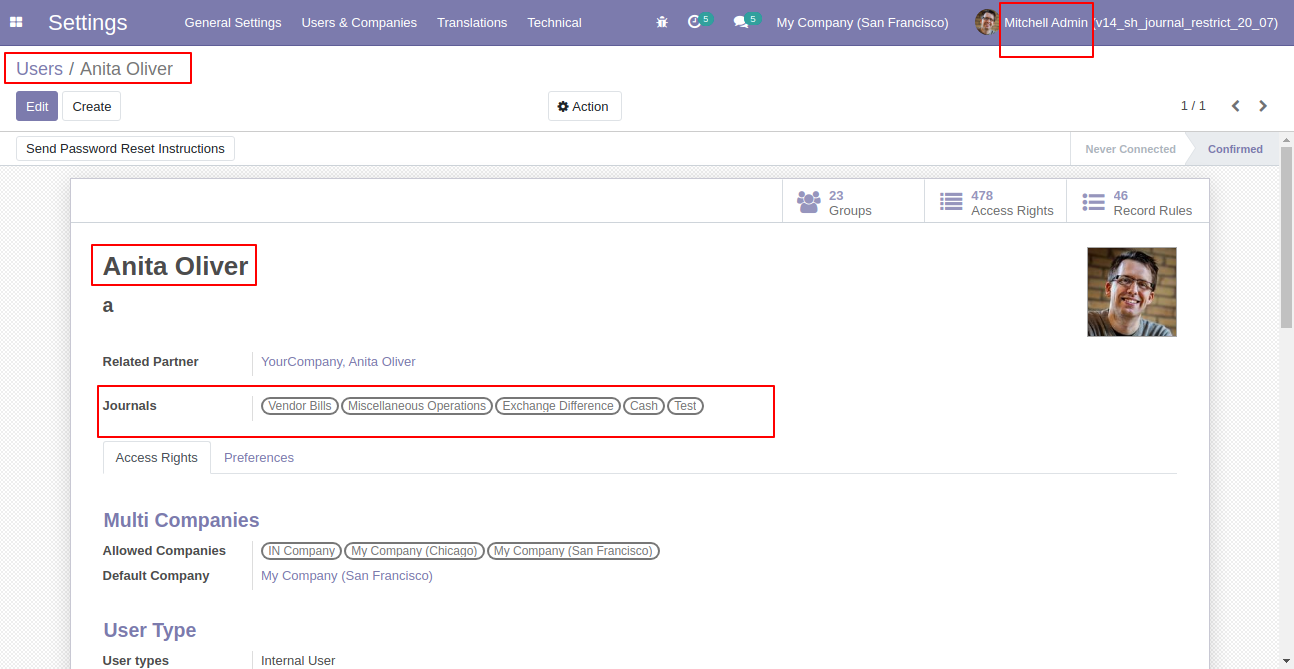 Settings General Settings Users & Companies Translations Technical 5 5 My Company (San Francisco) Mitchell Admin (v14_sh_journal_restrict_20_07)
Users / Anita Oliver
Edit Create Action 1 / 1
Send Password Reset Instructions Never Connected Confirmed
23 Groups 478 Access Rights 46 Record Rules
Anita Oliver
a
Related Partner YourCompany, Anita Oliver
Journals Vendor Bills Miscellaneous Operations Exchange Difference Cash Test
Access Rights Preferences
Multi Companies
Allowed Companies IN Company My Company (Chicago) My Company (San Francisco)
Default Company My Company (San Francisco)
User Type
User types Internal User